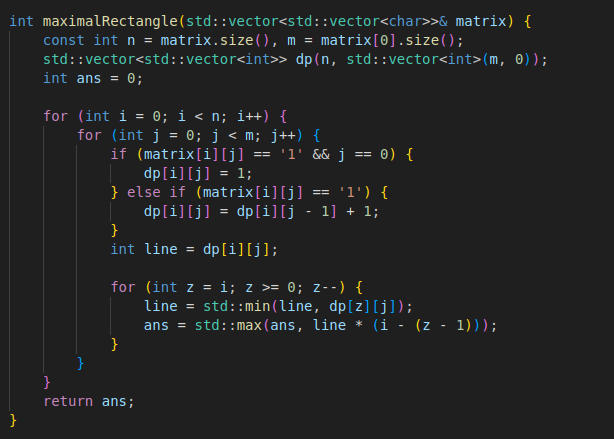 int maximalRectangle(std::vector<std::vector<char>>& matrix) {
    const int n = matrix.size(), m = matrix[0].size();
    std::vector<std::vector<int>> dp(n, std::vector<int>(m, 0));
    int ans = 0;

    for (int i = 0; i < n; i++) {
        for (int j = 0; j < m; j++) {
            if (matrix[i][j] == '1' && j == 0) {
                dp[i][j] = 1;
            } else if (matrix[i][j] == '1') {
                dp[i][j] = dp[i][j - 1] + 1;
            }
            int line = dp[i][j];

            for (int z = i; z >= 0; z--) {
                line = std::min(line, dp[z][j]);
                ans = std::max(ans, line * (i - (z - 1)));
            }
        }
    }
    return ans;
}